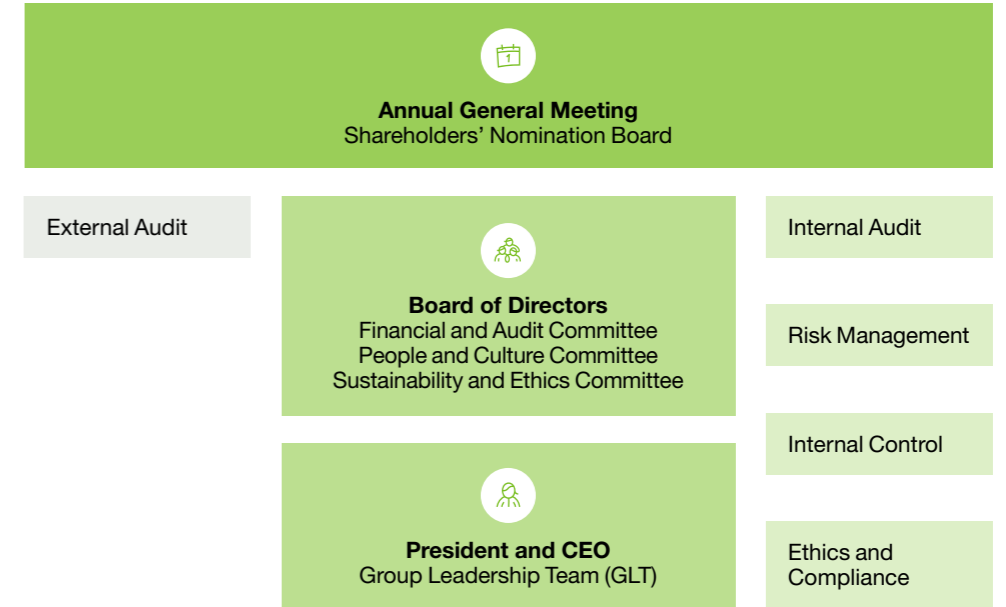 1
Annual General Meeting
Shareholders’ Nomination Board
External Audit
Board of Directors
Financial and Audit Committee
People and Culture Committee
Sustainability and Ethics Committee
President and CEO
Group Leadership Team (GLT)
Internal Audit
Risk Management
Internal Control
Ethics and
Compliance